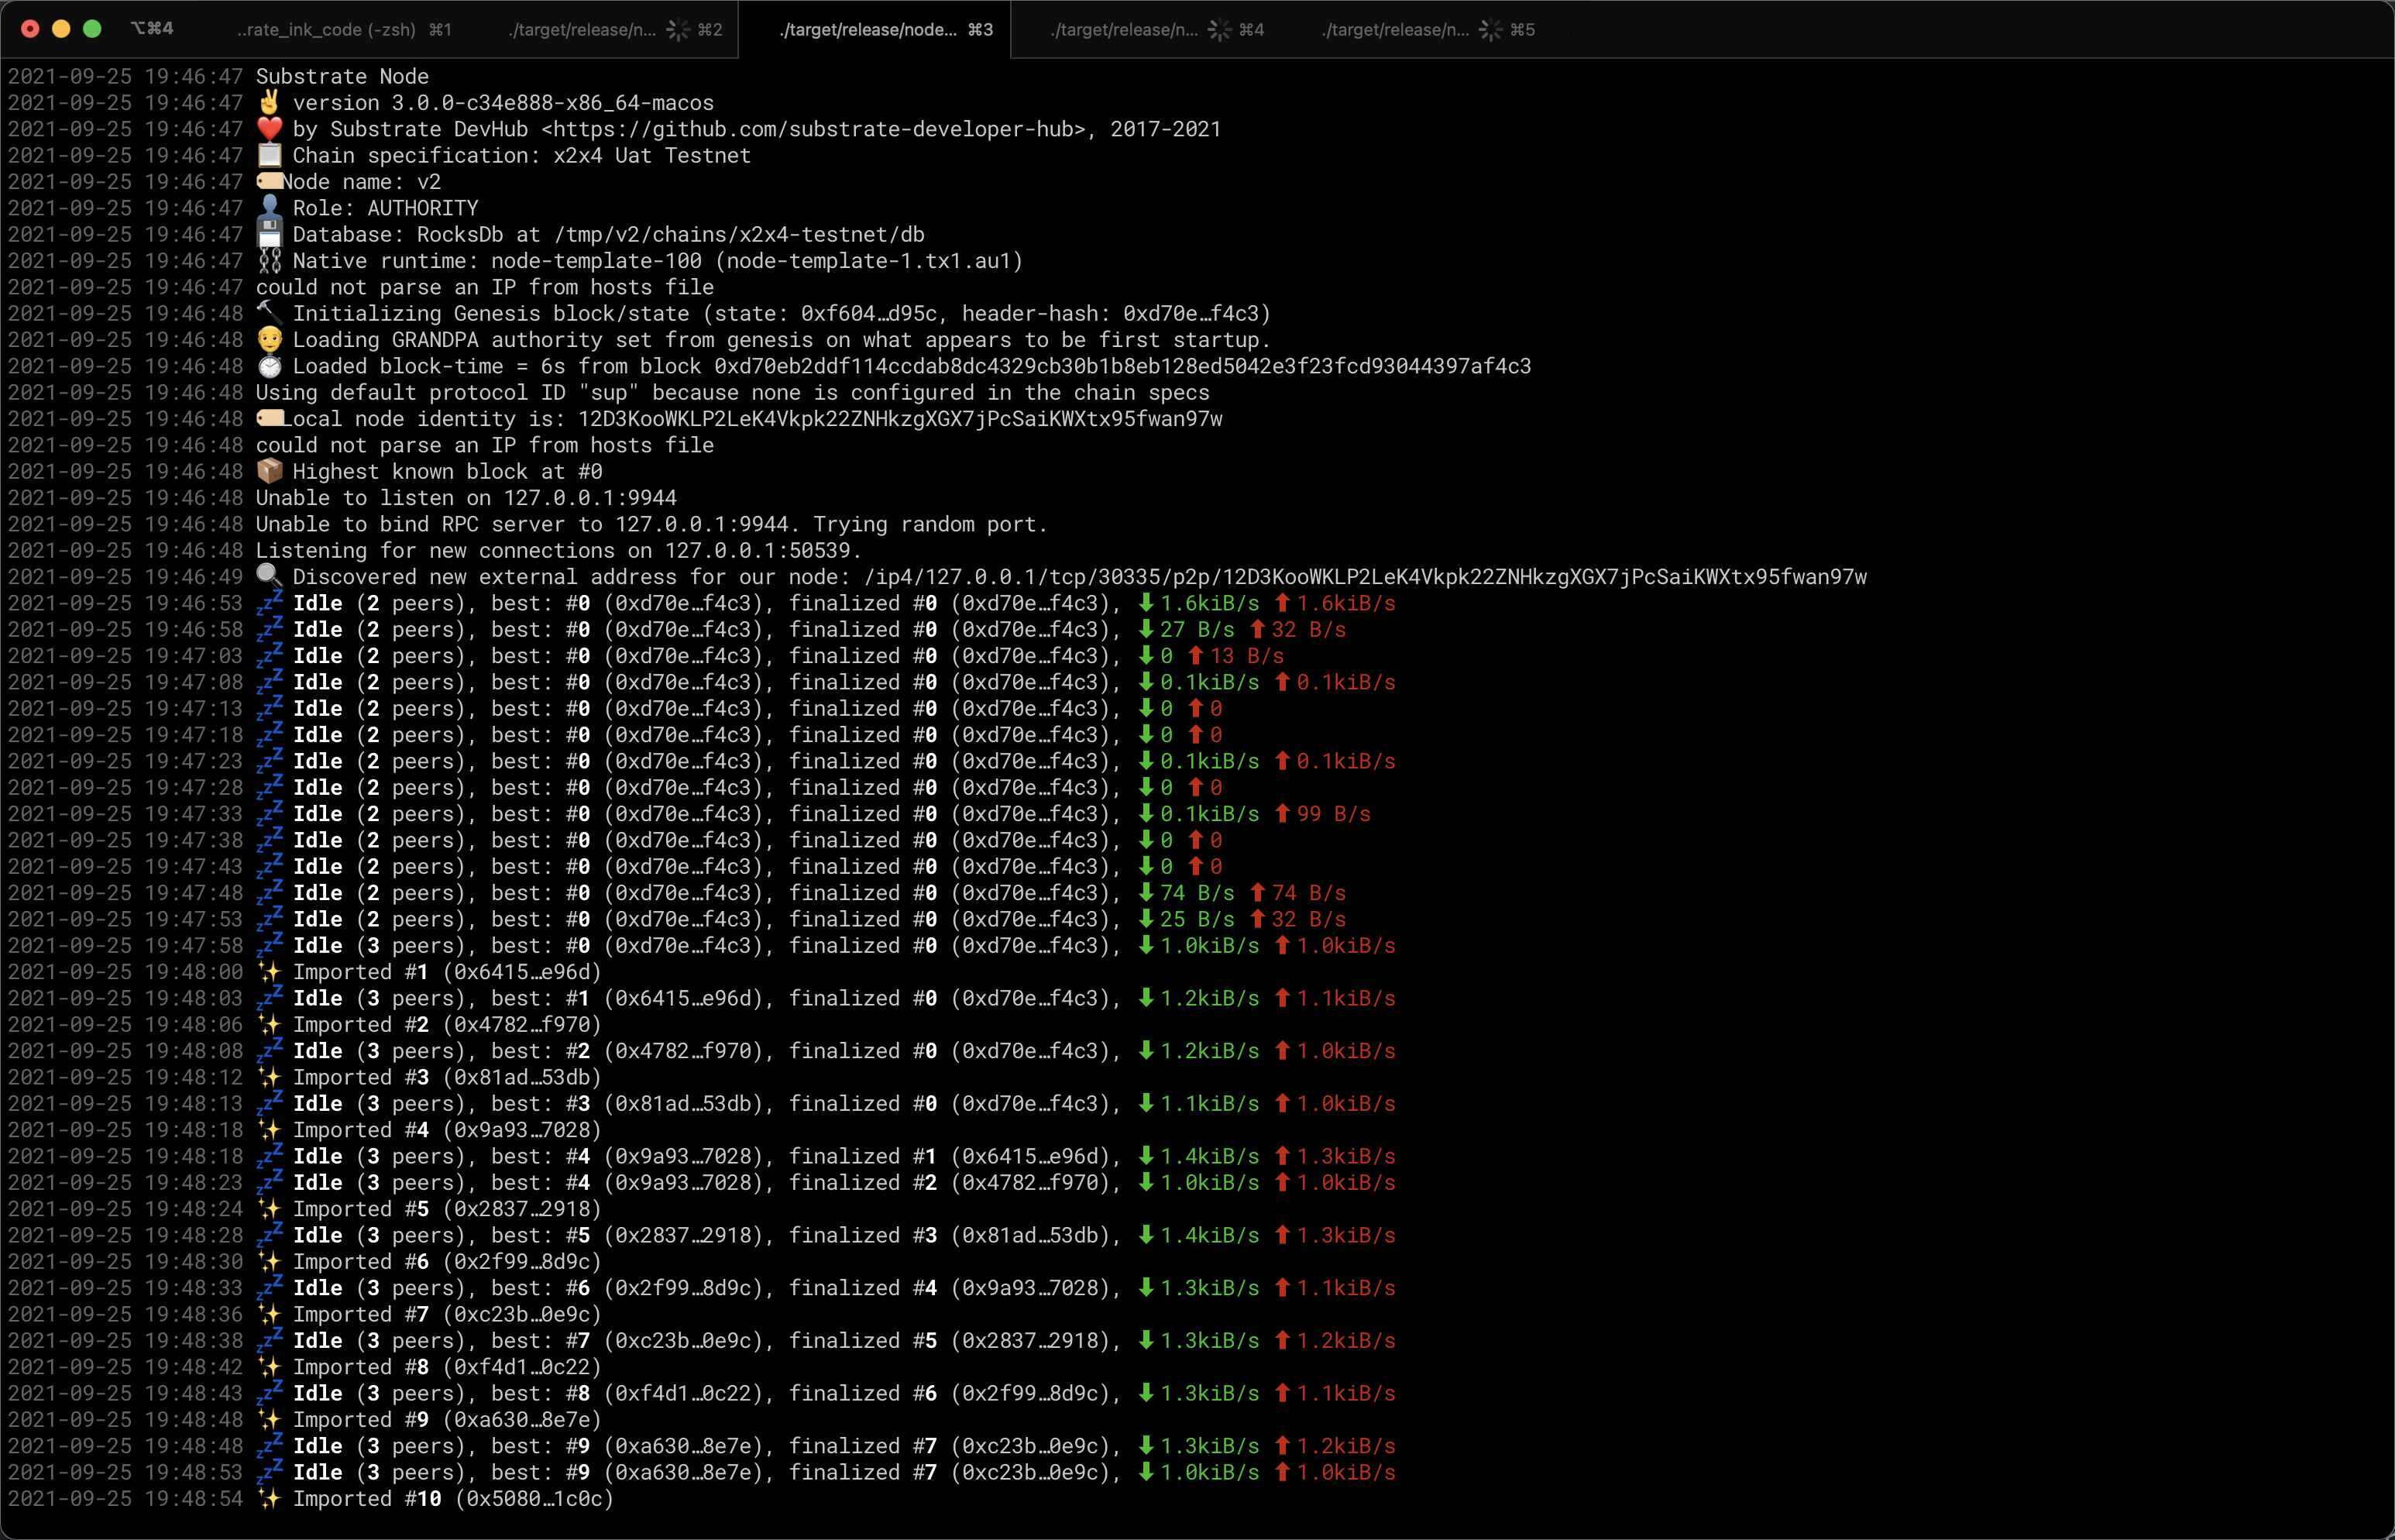 ⌥⌘4 ..rate_ink_code (-zsh) ⌘1 ./target/release/n... ⌘2 ./target/release/node... ⌘3 ./target/release/n... ⌘4 ./target/release/n... ⌘5
2021-09-25 19:46:47 Substrate Node
2021-09-25 19:46:47 ✌️ version 3.0.0-c34e888-x86_64-macos
2021-09-25 19:46:47 ❤️ by Substrate DevHub <https://github.com/substrate-developer-hub>, 2017-2021
2021-09-25 19:46:47 📋 Chain specification: x2x4 Uat Testnet
2021-09-25 19:46:47 🏷 Node name: v2
2021-09-25 19:46:47 👤 Role: AUTHORITY
2021-09-25 19:46:47 💾 Database: RocksDb at /tmp/v2/chains/x2x4-testnet/db
2021-09-25 19:46:47 ⛓ Native runtime: node-template-100 (node-template-1.tx1.au1)
2021-09-25 19:46:47 could not parse an IP from hosts file
2021-09-25 19:46:48 🔨 Initializing Genesis block/state (state: 0xf604…d95c, header-hash: 0xd70e…f4c3)
2021-09-25 19:46:48 👴 Loading GRANDPA authority set from genesis on what appears to be first startup.
2021-09-25 19:46:48 ⏱ Loaded block-time = 6s from block 0xd70eb2ddf114ccdab8dc4329cb30b1b8eb128ed5042e3f23fcd93044397af4c3
2021-09-25 19:46:48 Using default protocol ID "sup" because none is configured in the chain specs
2021-09-25 19:46:48 🏷 Local node identity is: 12D3KooWKLP2LeK4Vkpk22ZNHkzgXGX7jPcSaiKWXtx95fwan97w
2021-09-25 19:46:48 could not parse an IP from hosts file
2021-09-25 19:46:48 📦 Highest known block at #0
2021-09-25 19:46:48 Unable to listen on 127.0.0.1:9944
2021-09-25 19:46:48 Unable to bind RPC server to 127.0.0.1:9944. Trying random port.
2021-09-25 19:46:48 Listening for new connections on 127.0.0.1:50539.
2021-09-25 19:46:49 🔍 Discovered new external address for our node: /ip4/127.0.0.1/tcp/30335/p2p/12D3KooWKLP2LeK4Vkpk22ZNHkzgXGX7jPcSaiKWXtx95fwan97w
2021-09-25 19:46:53 💤 Idle (2 peers), best: #0 (0xd70e…f4c3), finalized #0 (0xd70e…f4c3), ⬇ 1.6kiB/s ⬆ 1.6kiB/s
2021-09-25 19:46:58 💤 Idle (2 peers), best: #0 (0xd70e…f4c3), finalized #0 (0xd70e…f4c3), ⬇ 27 B/s ⬆ 32 B/s
2021-09-25 19:47:03 💤 Idle (2 peers), best: #0 (0xd70e…f4c3), finalized #0 (0xd70e…f4c3), ⬇ 0 ⬆ 13 B/s
2021-09-25 19:47:08 💤 Idle (2 peers), best: #0 (0xd70e…f4c3), finalized #0 (0xd70e…f4c3), ⬇ 0.1kiB/s ⬆ 0.1kiB/s
2021-09-25 19:47:13 💤 Idle (2 peers), best: #0 (0xd70e…f4c3), finalized #0 (0xd70e…f4c3), ⬇ 0 ⬆ 0
2021-09-25 19:47:18 💤 Idle (2 peers), best: #0 (0xd70e…f4c3), finalized #0 (0xd70e…f4c3), ⬇ 0 ⬆ 0
2021-09-25 19:47:23 💤 Idle (2 peers), best: #0 (0xd70e…f4c3), finalized #0 (0xd70e…f4c3), ⬇ 0.1kiB/s ⬆ 0.1kiB/s
2021-09-25 19:47:28 💤 Idle (2 peers), best: #0 (0xd70e…f4c3), finalized #0 (0xd70e…f4c3), ⬇ 0 ⬆ 0
2021-09-25 19:47:33 💤 Idle (2 peers), best: #0 (0xd70e…f4c3), finalized #0 (0xd70e…f4c3), ⬇ 0.1kiB/s ⬆ 99 B/s
2021-09-25 19:47:38 💤 Idle (2 peers), best: #0 (0xd70e…f4c3), finalized #0 (0xd70e…f4c3), ⬇ 0 ⬆ 0
2021-09-25 19:47:43 💤 Idle (2 peers), best: #0 (0xd70e…f4c3), finalized #0 (0xd70e…f4c3), ⬇ 0 ⬆ 0
2021-09-25 19:47:48 💤 Idle (2 peers), best: #0 (0xd70e…f4c3), finalized #0 (0xd70e…f4c3), ⬇ 74 B/s ⬆ 74 B/s
2021-09-25 19:47:53 💤 Idle (2 peers), best: #0 (0xd70e…f4c3), finalized #0 (0xd70e…f4c3), ⬇ 25 B/s ⬆ 32 B/s
2021-09-25 19:47:58 💤 Idle (3 peers), best: #0 (0xd70e…f4c3), finalized #0 (0xd70e…f4c3), ⬇ 1.0kiB/s ⬆ 1.0kiB/s
2021-09-25 19:48:00 ✨ Imported #1 (0x6415…e96d)
2021-09-25 19:48:03 💤 Idle (3 peers), best: #1 (0x6415…e96d), finalized #0 (0xd70e…f4c3), ⬇ 1.2kiB/s ⬆ 1.1kiB/s
2021-09-25 19:48:06 ✨ Imported #2 (0x4782…f970)
2021-09-25 19:48:08 💤 Idle (3 peers), best: #2 (0x4782…f970), finalized #0 (0xd70e…f4c3), ⬇ 1.2kiB/s ⬆ 1.0kiB/s
2021-09-25 19:48:12 ✨ Imported #3 (0x81ad…53db)
2021-09-25 19:48:13 💤 Idle (3 peers), best: #3 (0x81ad…53db), finalized #0 (0xd70e…f4c3), ⬇ 1.1kiB/s ⬆ 1.0kiB/s
2021-09-25 19:48:18 ✨ Imported #4 (0x9a93…7028)
2021-09-25 19:48:18 💤 Idle (3 peers), best: #4 (0x9a93…7028), finalized #1 (0x6415…e96d), ⬇ 1.4kiB/s ⬆ 1.3kiB/s
2021-09-25 19:48:23 💤 Idle (3 peers), best: #4 (0x9a93…7028), finalized #2 (0x4782…f970), ⬇ 1.0kiB/s ⬆ 1.0kiB/s
2021-09-25 19:48:24 ✨ Imported #5 (0x2837…2918)
2021-09-25 19:48:28 💤 Idle (3 peers), best: #5 (0x2837…2918), finalized #3 (0x81ad…53db), ⬇ 1.4kiB/s ⬆ 1.3kiB/s
2021-09-25 19:48:30 ✨ Imported #6 (0x2f99…8d9c)
2021-09-25 19:48:33 💤 Idle (3 peers), best: #6 (0x2f99…8d9c), finalized #4 (0x9a93…7028), ⬇ 1.3kiB/s ⬆ 1.1kiB/s
2021-09-25 19:48:36 ✨ Imported #7 (0xc23b…0e9c)
2021-09-25 19:48:38 💤 Idle (3 peers), best: #7 (0xc23b…0e9c), finalized #5 (0x2837…2918), ⬇ 1.3kiB/s ⬆ 1.2kiB/s
2021-09-25 19:48:42 ✨ Imported #8 (0xf4d1…0c22)
2021-09-25 19:48:43 💤 Idle (3 peers), best: #8 (0xf4d1…0c22), finalized #6 (0x2f99…8d9c), ⬇ 1.3kiB/s ⬆ 1.1kiB/s
2021-09-25 19:48:48 ✨ Imported #9 (0xa630…8e7e)
2021-09-25 19:48:48 💤 Idle (3 peers), best: #9 (0xa630…8e7e), finalized #7 (0xc23b…0e9c), ⬇ 1.3kiB/s ⬆ 1.2kiB/s
2021-09-25 19:48:53 💤 Idle (3 peers), best: #9 (0xa630…8e7e), finalized #7 (0xc23b…0e9c), ⬇ 1.0kiB/s ⬆ 1.0kiB/s
2021-09-25 19:48:54 ✨ Imported #10 (0x5080…1c0c)